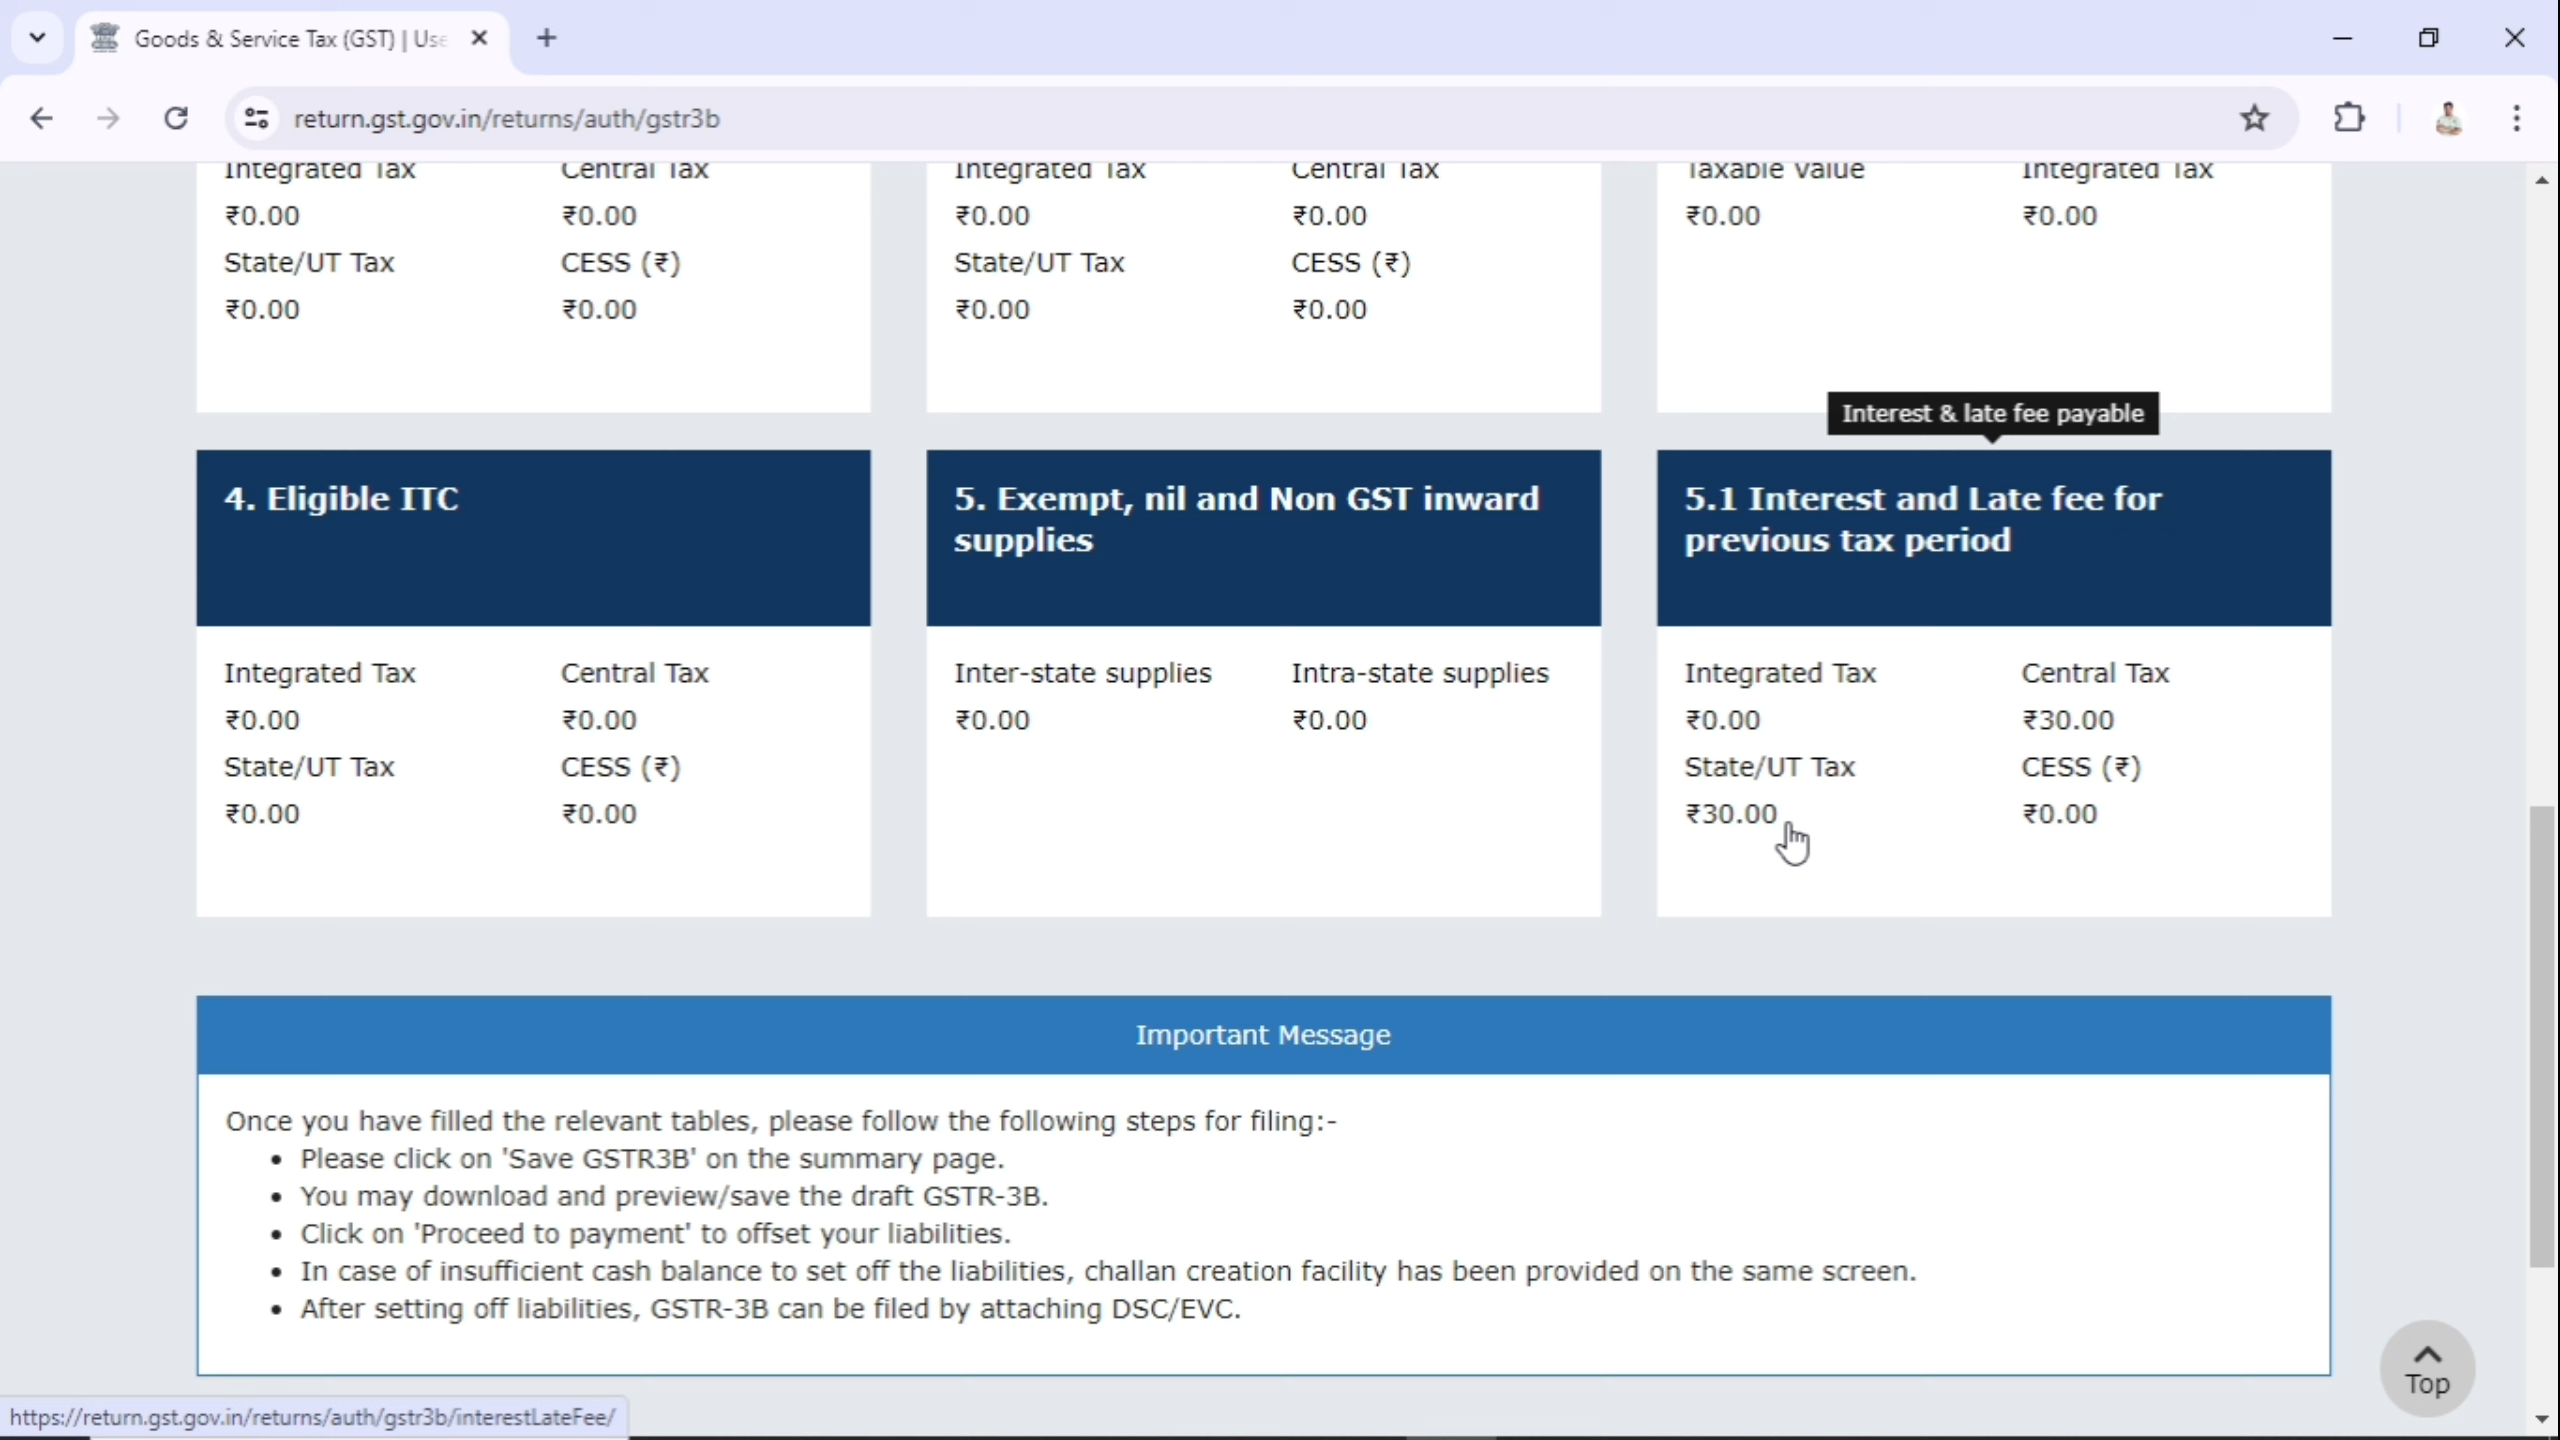 Goods & Service Tax (GST) | Use
return.gst.gov.in/returns/auth/gstr3b
Integrated Tax Central Tax
₹0.00 ₹0.00
State/UT Tax CESS (₹)
₹0.00 ₹0.00
Integrated Tax Central Tax
₹0.00 ₹0.00
State/UT Tax CESS (₹)
₹0.00 ₹0.00
Taxable Value Integrated Tax
₹0.00 ₹0.00
Interest & late fee payable
4. Eligible ITC
Integrated Tax Central Tax
₹0.00 ₹0.00
State/UT Tax CESS (₹)
₹0.00 ₹0.00
5. Exempt, nil and Non GST inward
supplies
Inter-state supplies Intra-state supplies
₹0.00 ₹0.00
5.1 Interest and Late fee for
previous tax period
Integrated Tax Central Tax
₹0.00 ₹30.00
State/UT Tax CESS (₹)
₹30.00 ₹0.00
Important Message
Once you have filled the relevant tables, please follow the following steps for filing:-
• Please click on 'Save GSTR3B' on the summary page.
• You may download and preview/save the draft GSTR-3B.
• Click on 'Proceed to payment' to offset your liabilities.
• In case of insufficient cash balance to set off the liabilities, challan creation facility has been provided on the same screen.
• After setting off liabilities, GSTR-3B can be filed by attaching DSC/EVC.
Top
https://return.gst.gov.in/returns/auth/gstr3b/interestLateFee/